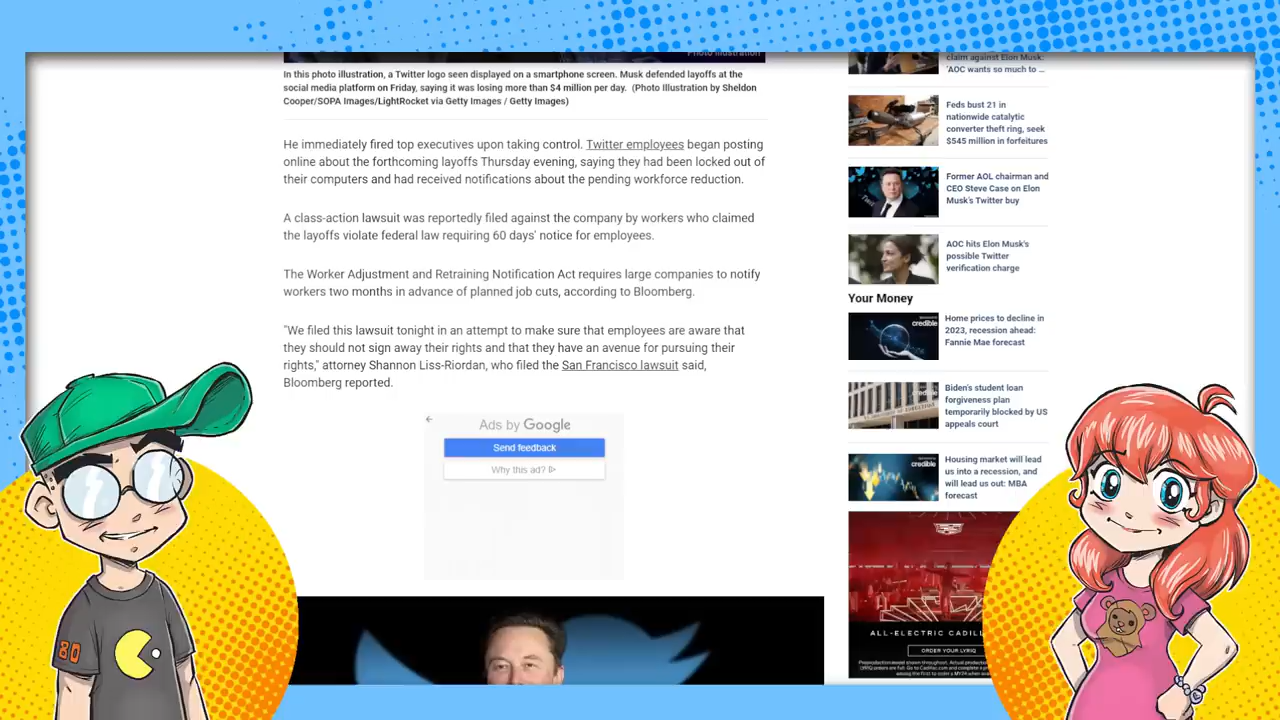 Photo Illustration
In this photo illustration, a Twitter logo seen displayed on a smartphone screen. Musk defended layoffs at the
social media platform on Friday, saying it was losing more than $4 million per day.  (Photo Illustration by Sheldon
Cooper/SOPA Images/LightRocket via Getty Images / Getty Images)
He immediately fired top executives upon taking control. Twitter employees began posting
online about the forthcoming layoffs Thursday evening, saying they had been locked out of
their computers and had received notifications about the pending workforce reduction.
A class-action lawsuit was reportedly filed against the company by workers who claimed
the layoffs violate federal law requiring 60 days' notice for employees.
The Worker Adjustment and Retraining Notification Act requires large companies to notify
workers two months in advance of planned job cuts, according to Bloomberg.
"We filed this lawsuit tonight in an attempt to make sure that employees are aware that
they should not sign away their rights and that they have an avenue for pursuing their
rights," attorney Shannon Liss-Riordan, who filed the San Francisco lawsuit said,
Bloomberg reported.
Ads by Google
Send feedback
Why this ad?
claim against Elon Musk:
'AOC wants so much to ...
Feds bust 21 in
nationwide catalytic
converter theft ring, seek
$545 million in forfeitures
Former AOL chairman and
CEO Steve Case on Elon
Musk's Twitter buy
AOC hits Elon Musk's
possible Twitter
verification charge
Your Money
credible
Home prices to decline in
2023, recession ahead:
Fannie Mae forecast
credible
Biden's student loan
forgiveness plan
temporarily blocked by US
appeals court
credible
Housing market will lead
us into a recession, and
will lead us out: MBA
forecast
ALL-ELECTRIC CADIL
ORDER YOUR LYRIQ
80